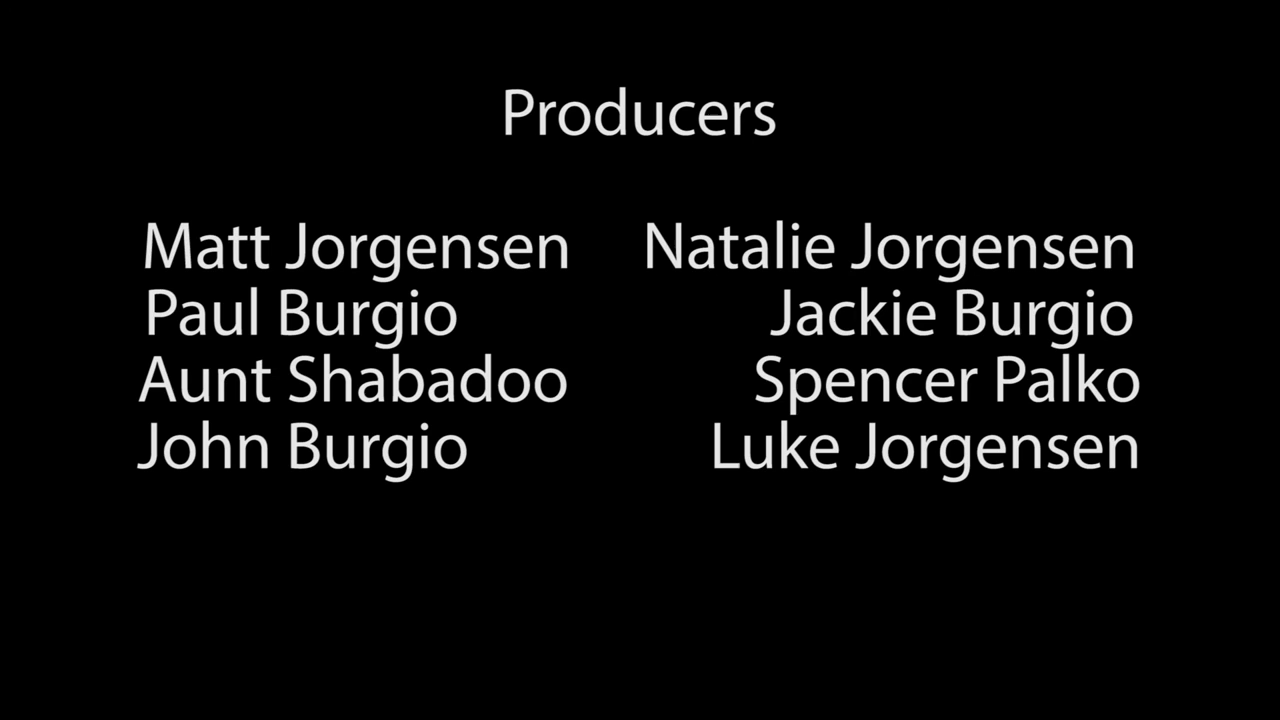 Producers
Matt Jorgensen Natalie Jorgensen
Paul Burgio Jackie Burgio
Aunt Shabadoo Spencer Palko
John Burgio Luke Jorgensen